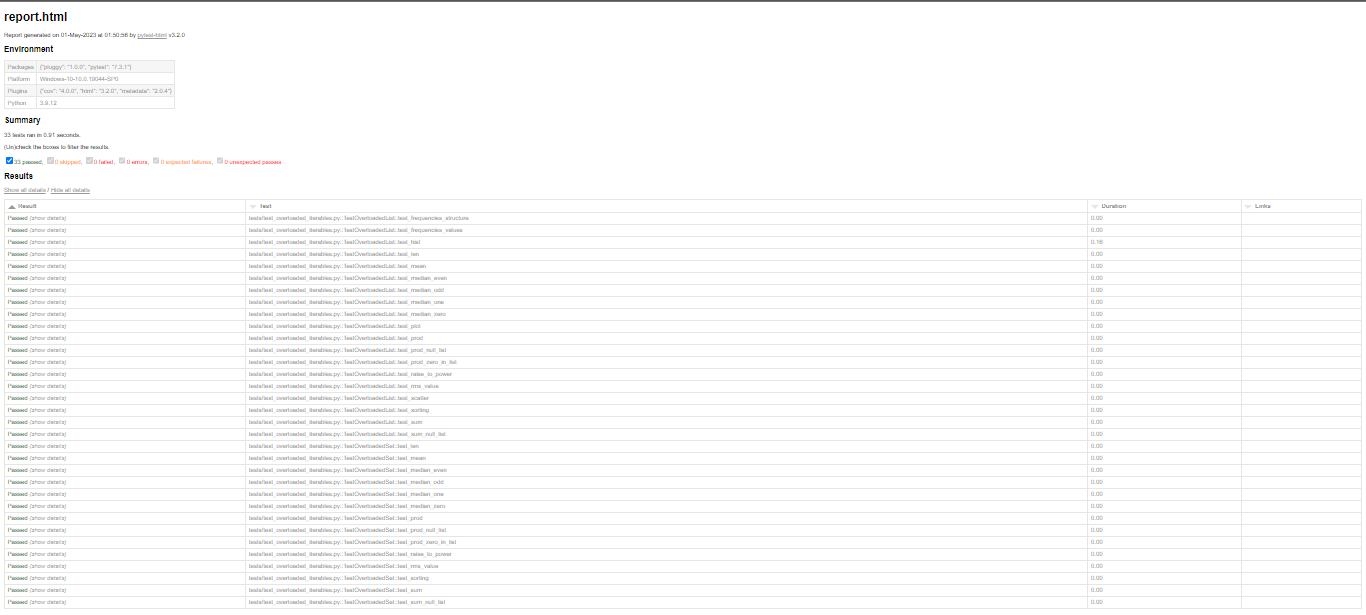 report.html
Report generated on 01-May-2023 at 01:50:56 by pytest-html v3.2.0
Environment
Packages {"pluggy": "1.0.0", "pytest": "7.3.1"}
Platform Windows-10-10.0.19044-SP0
Plugins {"cov": "4.0.0", "html": "3.2.0", "metadata": "2.0.4"}
Python 3.9.12
Summary
33 tests ran in 0.91 seconds.
(Un)check the boxes to filter the results.
33 passed, 0 skipped, 0 failed, 0 errors, 0 expected failures, 0 unexpected passes
Results
Show all details / Hide all details
Result Test Duration Links
Passed (show details) tests/test_overloaded_iterables.py::TestOverloadedList::test_frequencies_structure 0.00
Passed (show details) tests/test_overloaded_iterables.py::TestOverloadedList::test_frequencies_values 0.00
Passed (show details) tests/test_overloaded_iterables.py::TestOverloadedList::test_hist 0.16
Passed (show details) tests/test_overloaded_iterables.py::TestOverloadedList::test_len 0.00
Passed (show details) tests/test_overloaded_iterables.py::TestOverloadedList::test_mean 0.00
Passed (show details) tests/test_overloaded_iterables.py::TestOverloadedList::test_median_even 0.00
Passed (show details) tests/test_overloaded_iterables.py::TestOverloadedList::test_median_odd 0.00
Passed (show details) tests/test_overloaded_iterables.py::TestOverloadedList::test_median_one 0.00
Passed (show details) tests/test_overloaded_iterables.py::TestOverloadedList::test_median_zero 0.00
Passed (show details) tests/test_overloaded_iterables.py::TestOverloadedList::test_plot 0.00
Passed (show details) tests/test_overloaded_iterables.py::TestOverloadedList::test_prod 0.00
Passed (show details) tests/test_overloaded_iterables.py::TestOverloadedList::test_prod_null_list 0.00
Passed (show details) tests/test_overloaded_iterables.py::TestOverloadedList::test_prod_zero_in_list 0.00
Passed (show details) tests/test_overloaded_iterables.py::TestOverloadedList::test_raise_to_power 0.00
Passed (show details) tests/test_overloaded_iterables.py::TestOverloadedList::test_rms_value 0.00
Passed (show details) tests/test_overloaded_iterables.py::TestOverloadedList::test_scatter 0.00
Passed (show details) tests/test_overloaded_iterables.py::TestOverloadedList::test_sorting 0.00
Passed (show details) tests/test_overloaded_iterables.py::TestOverloadedList::test_sum 0.00
Passed (show details) tests/test_overloaded_iterables.py::TestOverloadedList::test_sum_null_list 0.00
Passed (show details) tests/test_overloaded_iterables.py::TestOverloadedSet::test_len 0.00
Passed (show details) tests/test_overloaded_iterables.py::TestOverloadedSet::test_mean 0.00
Passed (show details) tests/test_overloaded_iterables.py::TestOverloadedSet::test_median_even 0.00
Passed (show details) tests/test_overloaded_iterables.py::TestOverloadedSet::test_median_odd 0.00
Passed (show details) tests/test_overloaded_iterables.py::TestOverloadedSet::test_median_one 0.00
Passed (show details) tests/test_overloaded_iterables.py::TestOverloadedSet::test_median_zero 0.00
Passed (show details) tests/test_overloaded_iterables.py::TestOverloadedSet::test_prod 0.00
Passed (show details) tests/test_overloaded_iterables.py::TestOverloadedSet::test_prod_null_list 0.00
Passed (show details) tests/test_overloaded_iterables.py::TestOverloadedSet::test_prod_zero_in_list 0.00
Passed (show details) tests/test_overloaded_iterables.py::TestOverloadedSet::test_raise_to_power 0.00
Passed (show details) tests/test_overloaded_iterables.py::TestOverloadedSet::test_rms_value 0.00
Passed (show details) tests/test_overloaded_iterables.py::TestOverloadedSet::test_sorting 0.00
Passed (show details) tests/test_overloaded_iterables.py::TestOverloadedSet::test_sum 0.00
Passed (show details) tests/test_overloaded_iterables.py::TestOverloadedSet::test_sum_null_list 0.00